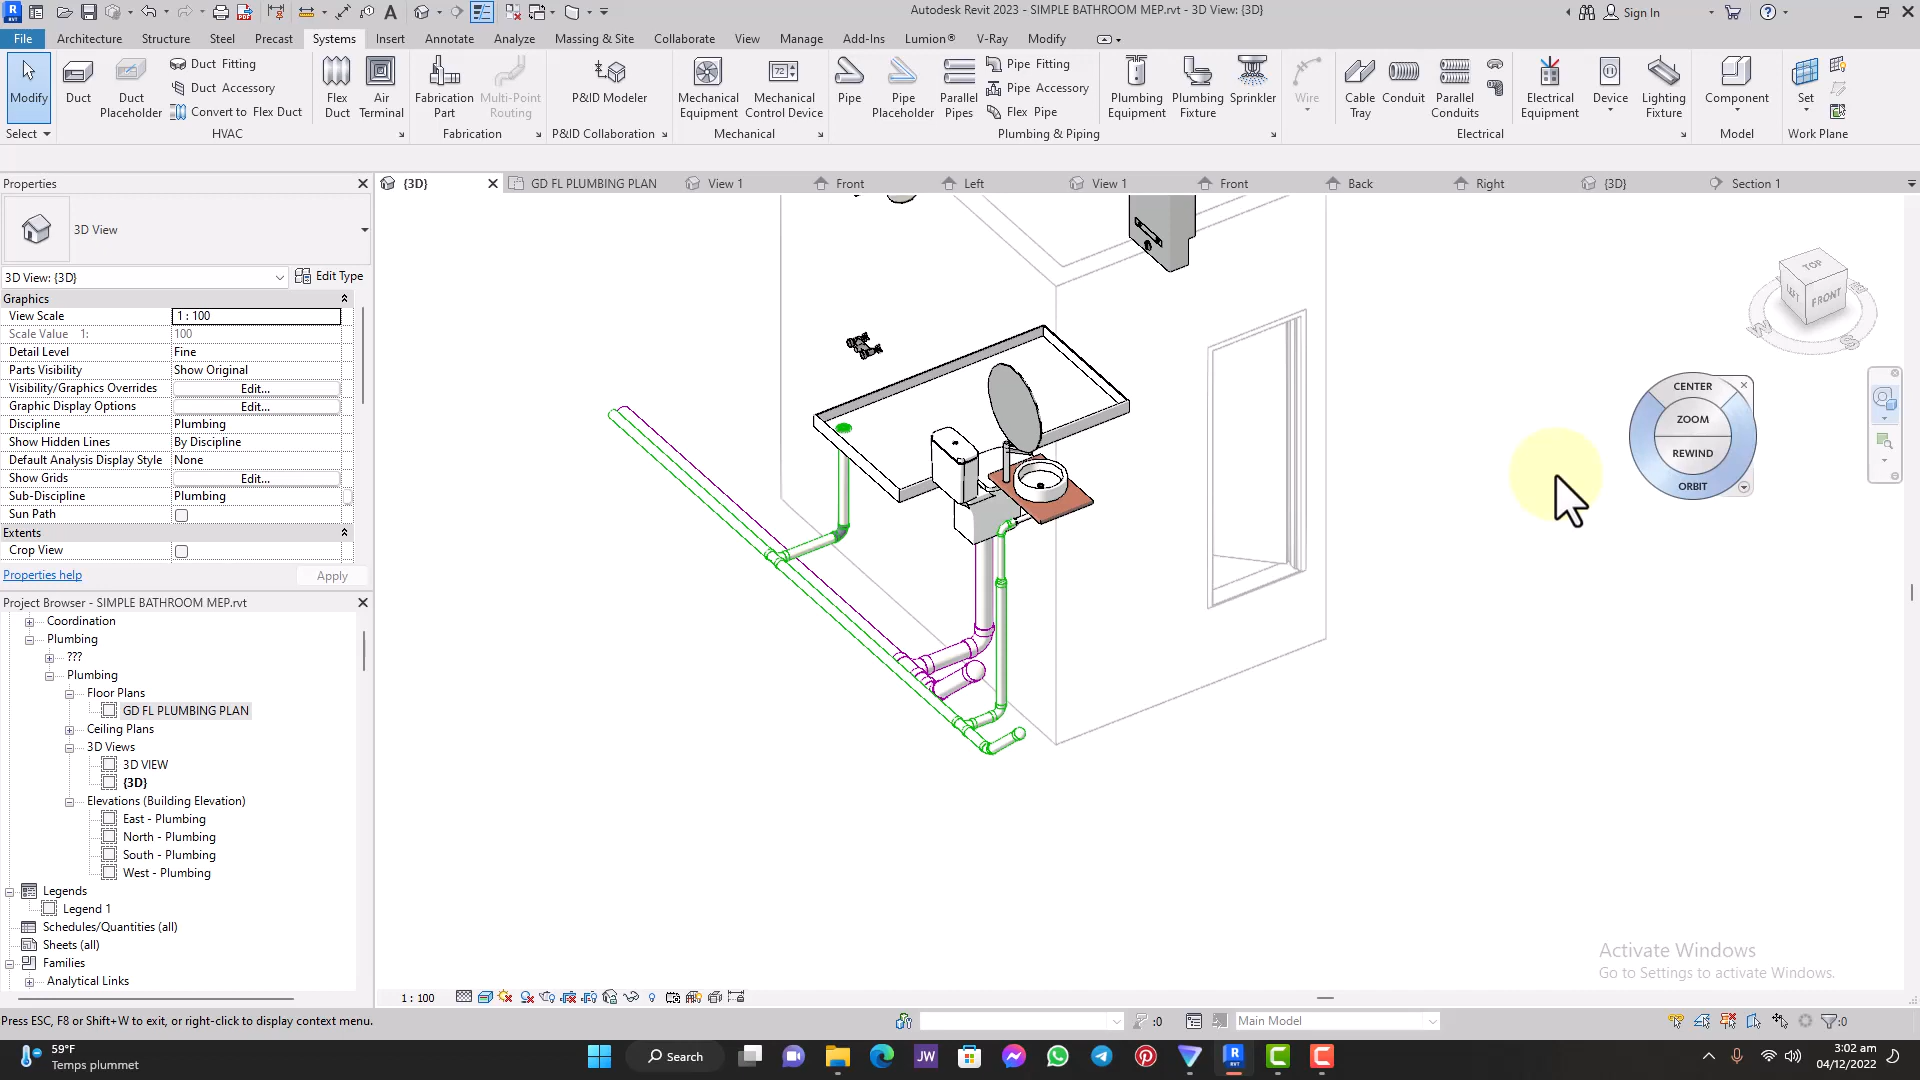 Autodesk Revit 2023 - SIMPLE BATHROOM MEP.rvt - 3D View: {3D}
Sign In
File Architecture Structure Steel Precast Systems Insert Annotate Analyze Massing & Site Collaborate View Manage Add-Ins Lumion® V-Ray Modify
Modify
Select
Duct
Duct Placeholder
Duct Fitting
Duct Accessory
Convert to Flex Duct
Flex Duct
Air Terminal
HVAC
Fabrication Part
Multi-Point Routing
Fabrication
P&ID Modeler
P&ID Collaboration
Mechanical Equipment
Mechanical Control Device
Mechanical
Pipe
Pipe Placeholder
Parallel Pipes
Pipe Fitting
Pipe Accessory
Flex Pipe
Plumbing Equipment
Plumbing Fixture
Sprinkler
Plumbing & Piping
Wire
Cable Tray
Conduit
Parallel Conduits
Electrical Equipment
Device
Lighting Fixture
Electrical
Component
Model
Set
Work Plane
Properties
{3D} GD FL PLUMBING PLAN View 1 Front Left View 1 Front Back Right {3D} Section 1
3D View
3D View: {3D} Edit Type
Graphics
View Scale 1 : 100
Scale Value 1: 100
Detail Level Fine
Parts Visibility Show Original
Visibility/Graphics Overrides Edit...
Graphic Display Options Edit...
Discipline Plumbing
Show Hidden Lines By Discipline
Default Analysis Display Style None
Show Grids Edit...
Sub-Discipline Plumbing
Sun Path
Extents
Crop View
Properties help Apply
Project Browser - SIMPLE BATHROOM MEP.rvt
Coordination
Plumbing
???
Plumbing
Floor Plans
GD FL PLUMBING PLAN
Ceiling Plans
3D Views
3D VIEW
{3D}
Elevations (Building Elevation)
East - Plumbing
North - Plumbing
South - Plumbing
West - Plumbing
Legends
Legend 1
Schedules/Quantities (all)
Sheets (all)
Families
Analytical Links
TOP
LEFT
FRONT
W
S
CENTER
ZOOM
REWIND
ORBIT
Activate Windows
Go to Settings to activate Windows.
1 : 100
Press ESC, F8 or Shift+W to exit, or right-click to display context menu.
:0
Main Model
:0
59°F
Temps plummet
Search
JW
3:02 am
04/12/2022